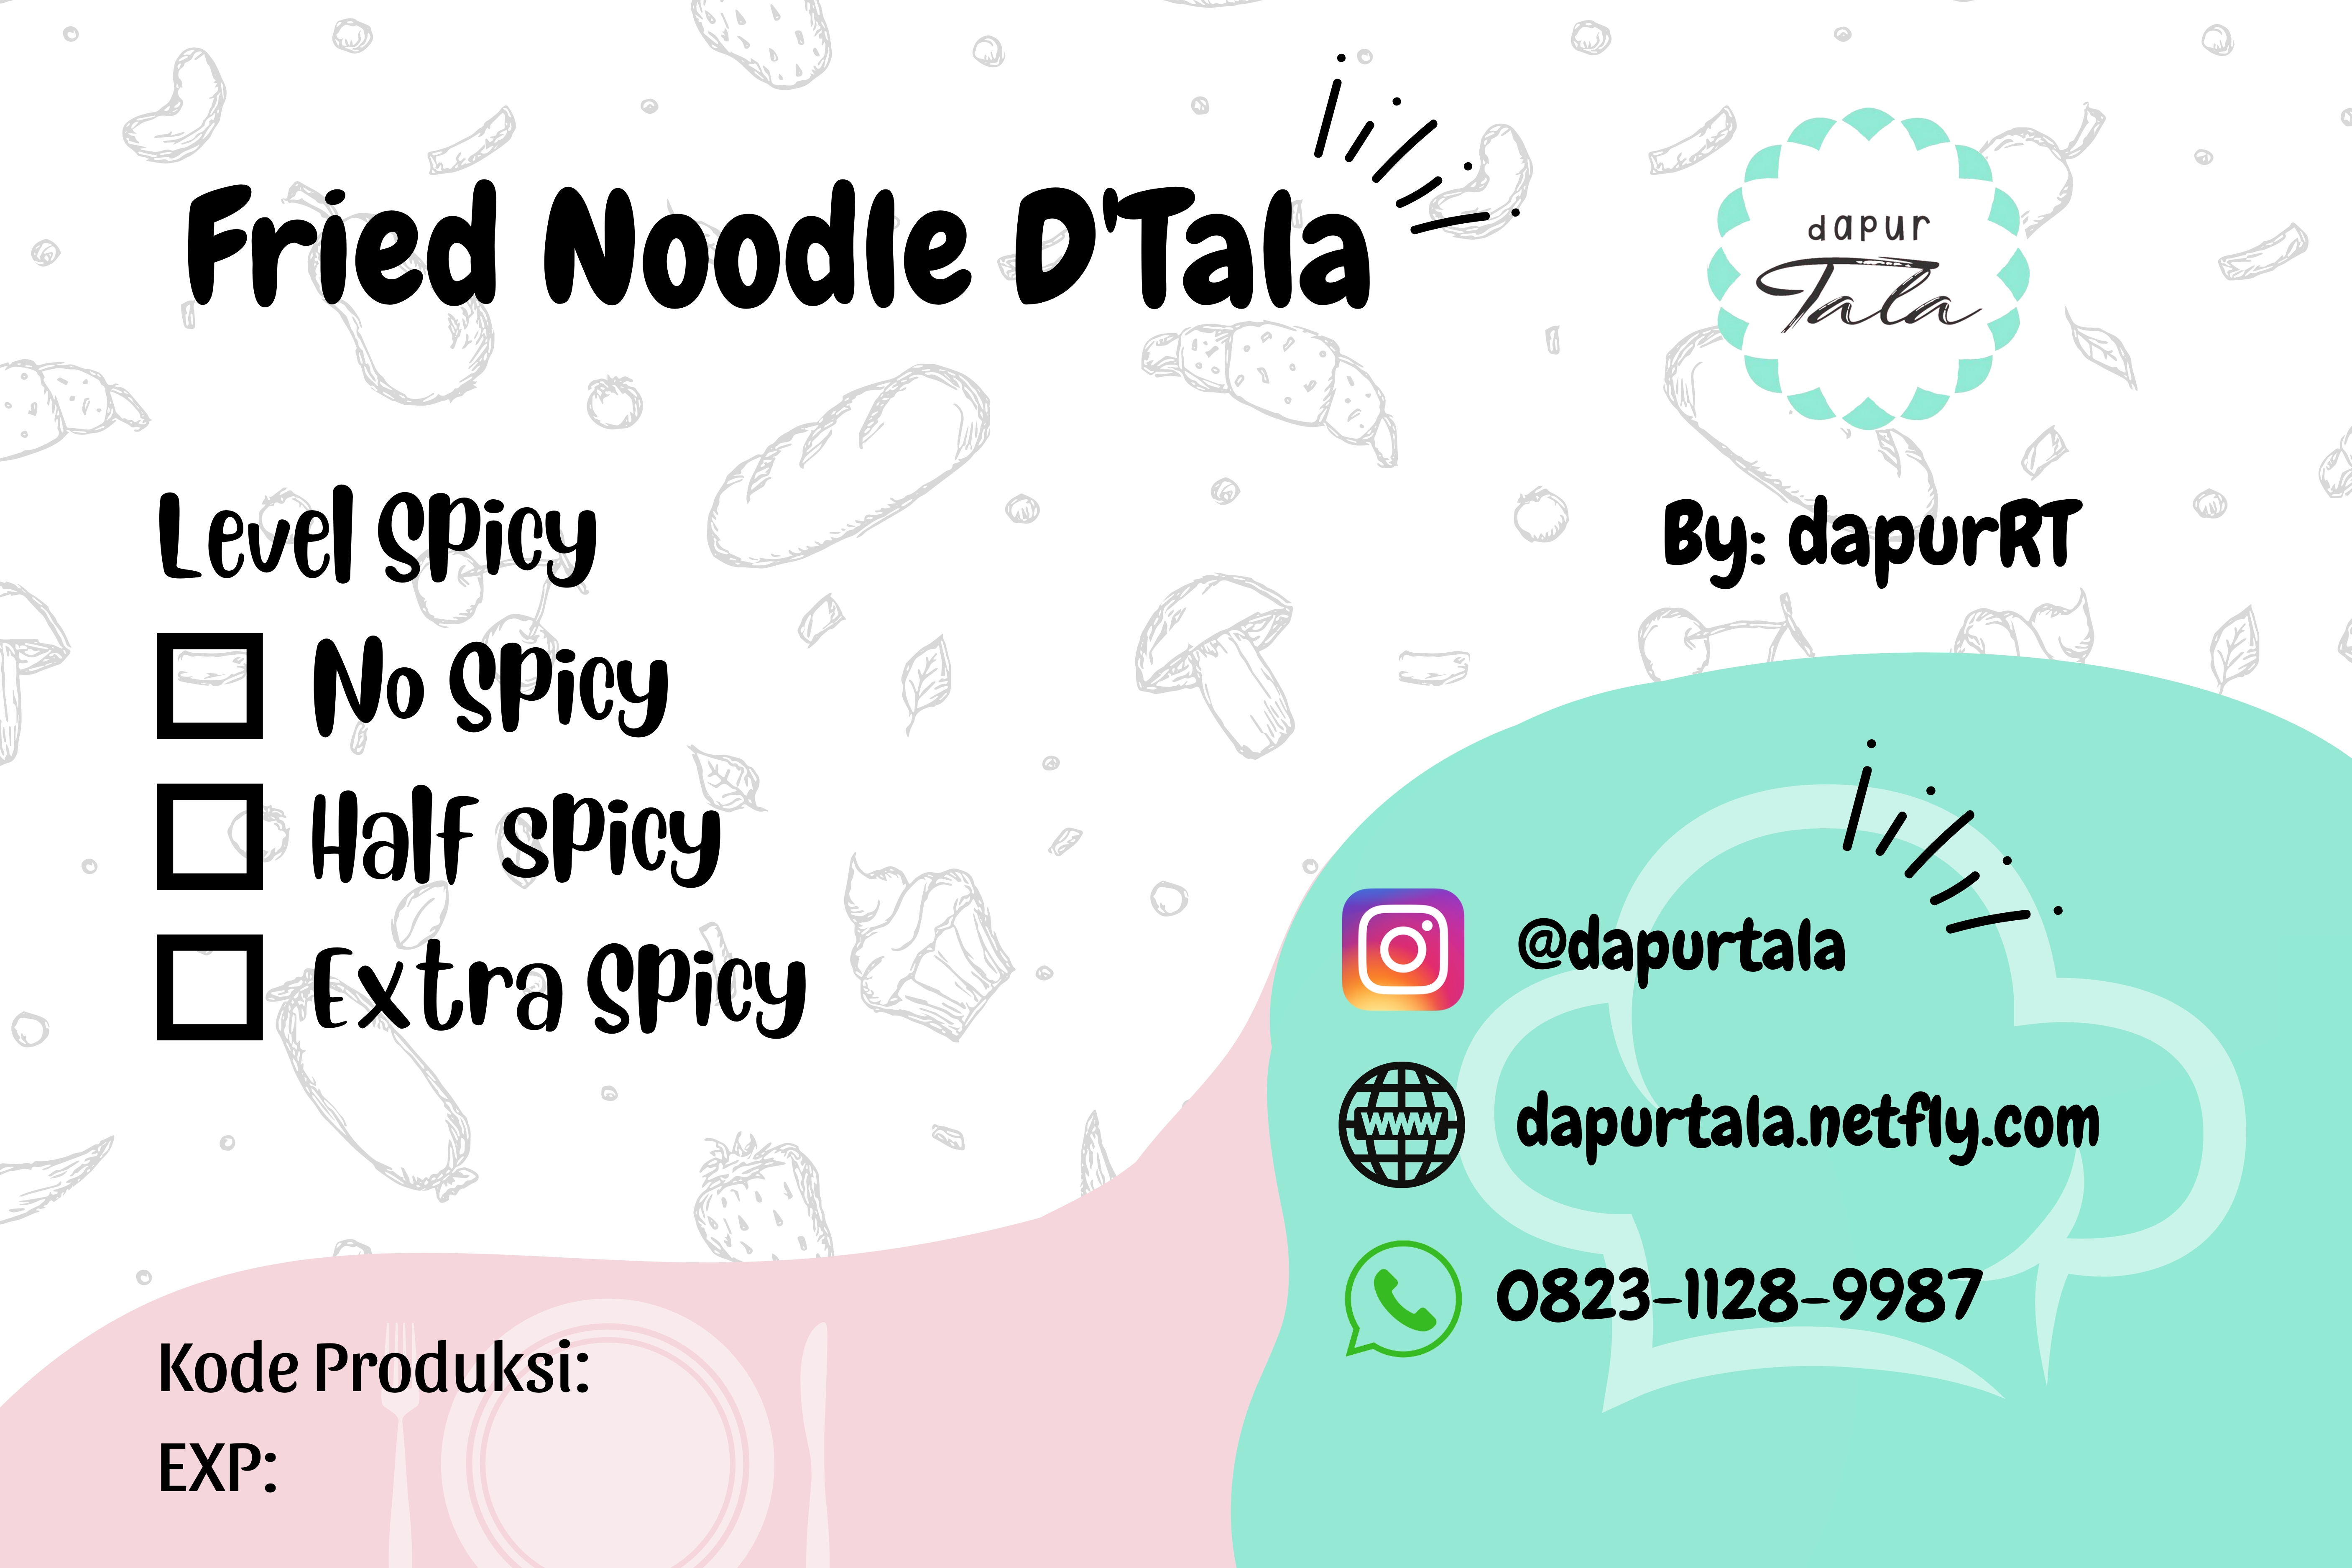 Fried Noodle D'Tala
dapur
Tala
By: dapurRT
Level Spicy
No Spicy
Half spicy
Extra Spicy
@dapurtala
WWW
dapurtala.netfly.com
0823-1128-9987
Kode Produksi:
EXP: